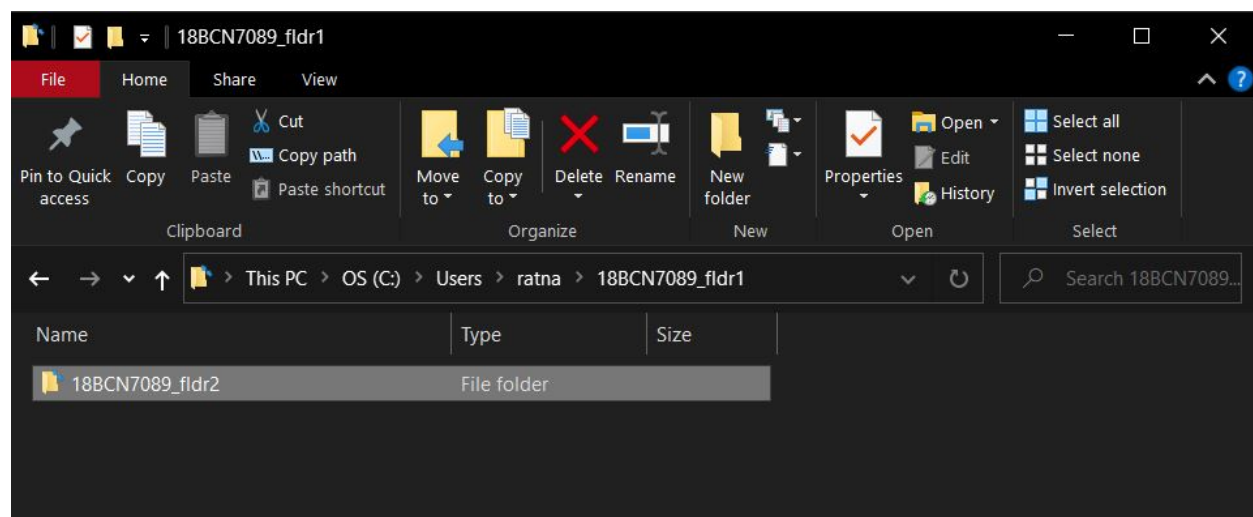 18BCN7089_fldr1
File Home Share View
Pin to Quick access
Copy
Paste
Cut
Copy path
Paste shortcut
Clipboard
Move to
Copy to
Delete
Rename
Organize
New folder
New
Properties
Open
Edit
History
Open
Select all
Select none
Invert selection
Select
This PC > OS (C:) > Users > ratna > 18BCN7089_fldr1
Search 18BCN7089...
Name Type Size
18BCN7089_fldr2 File folder